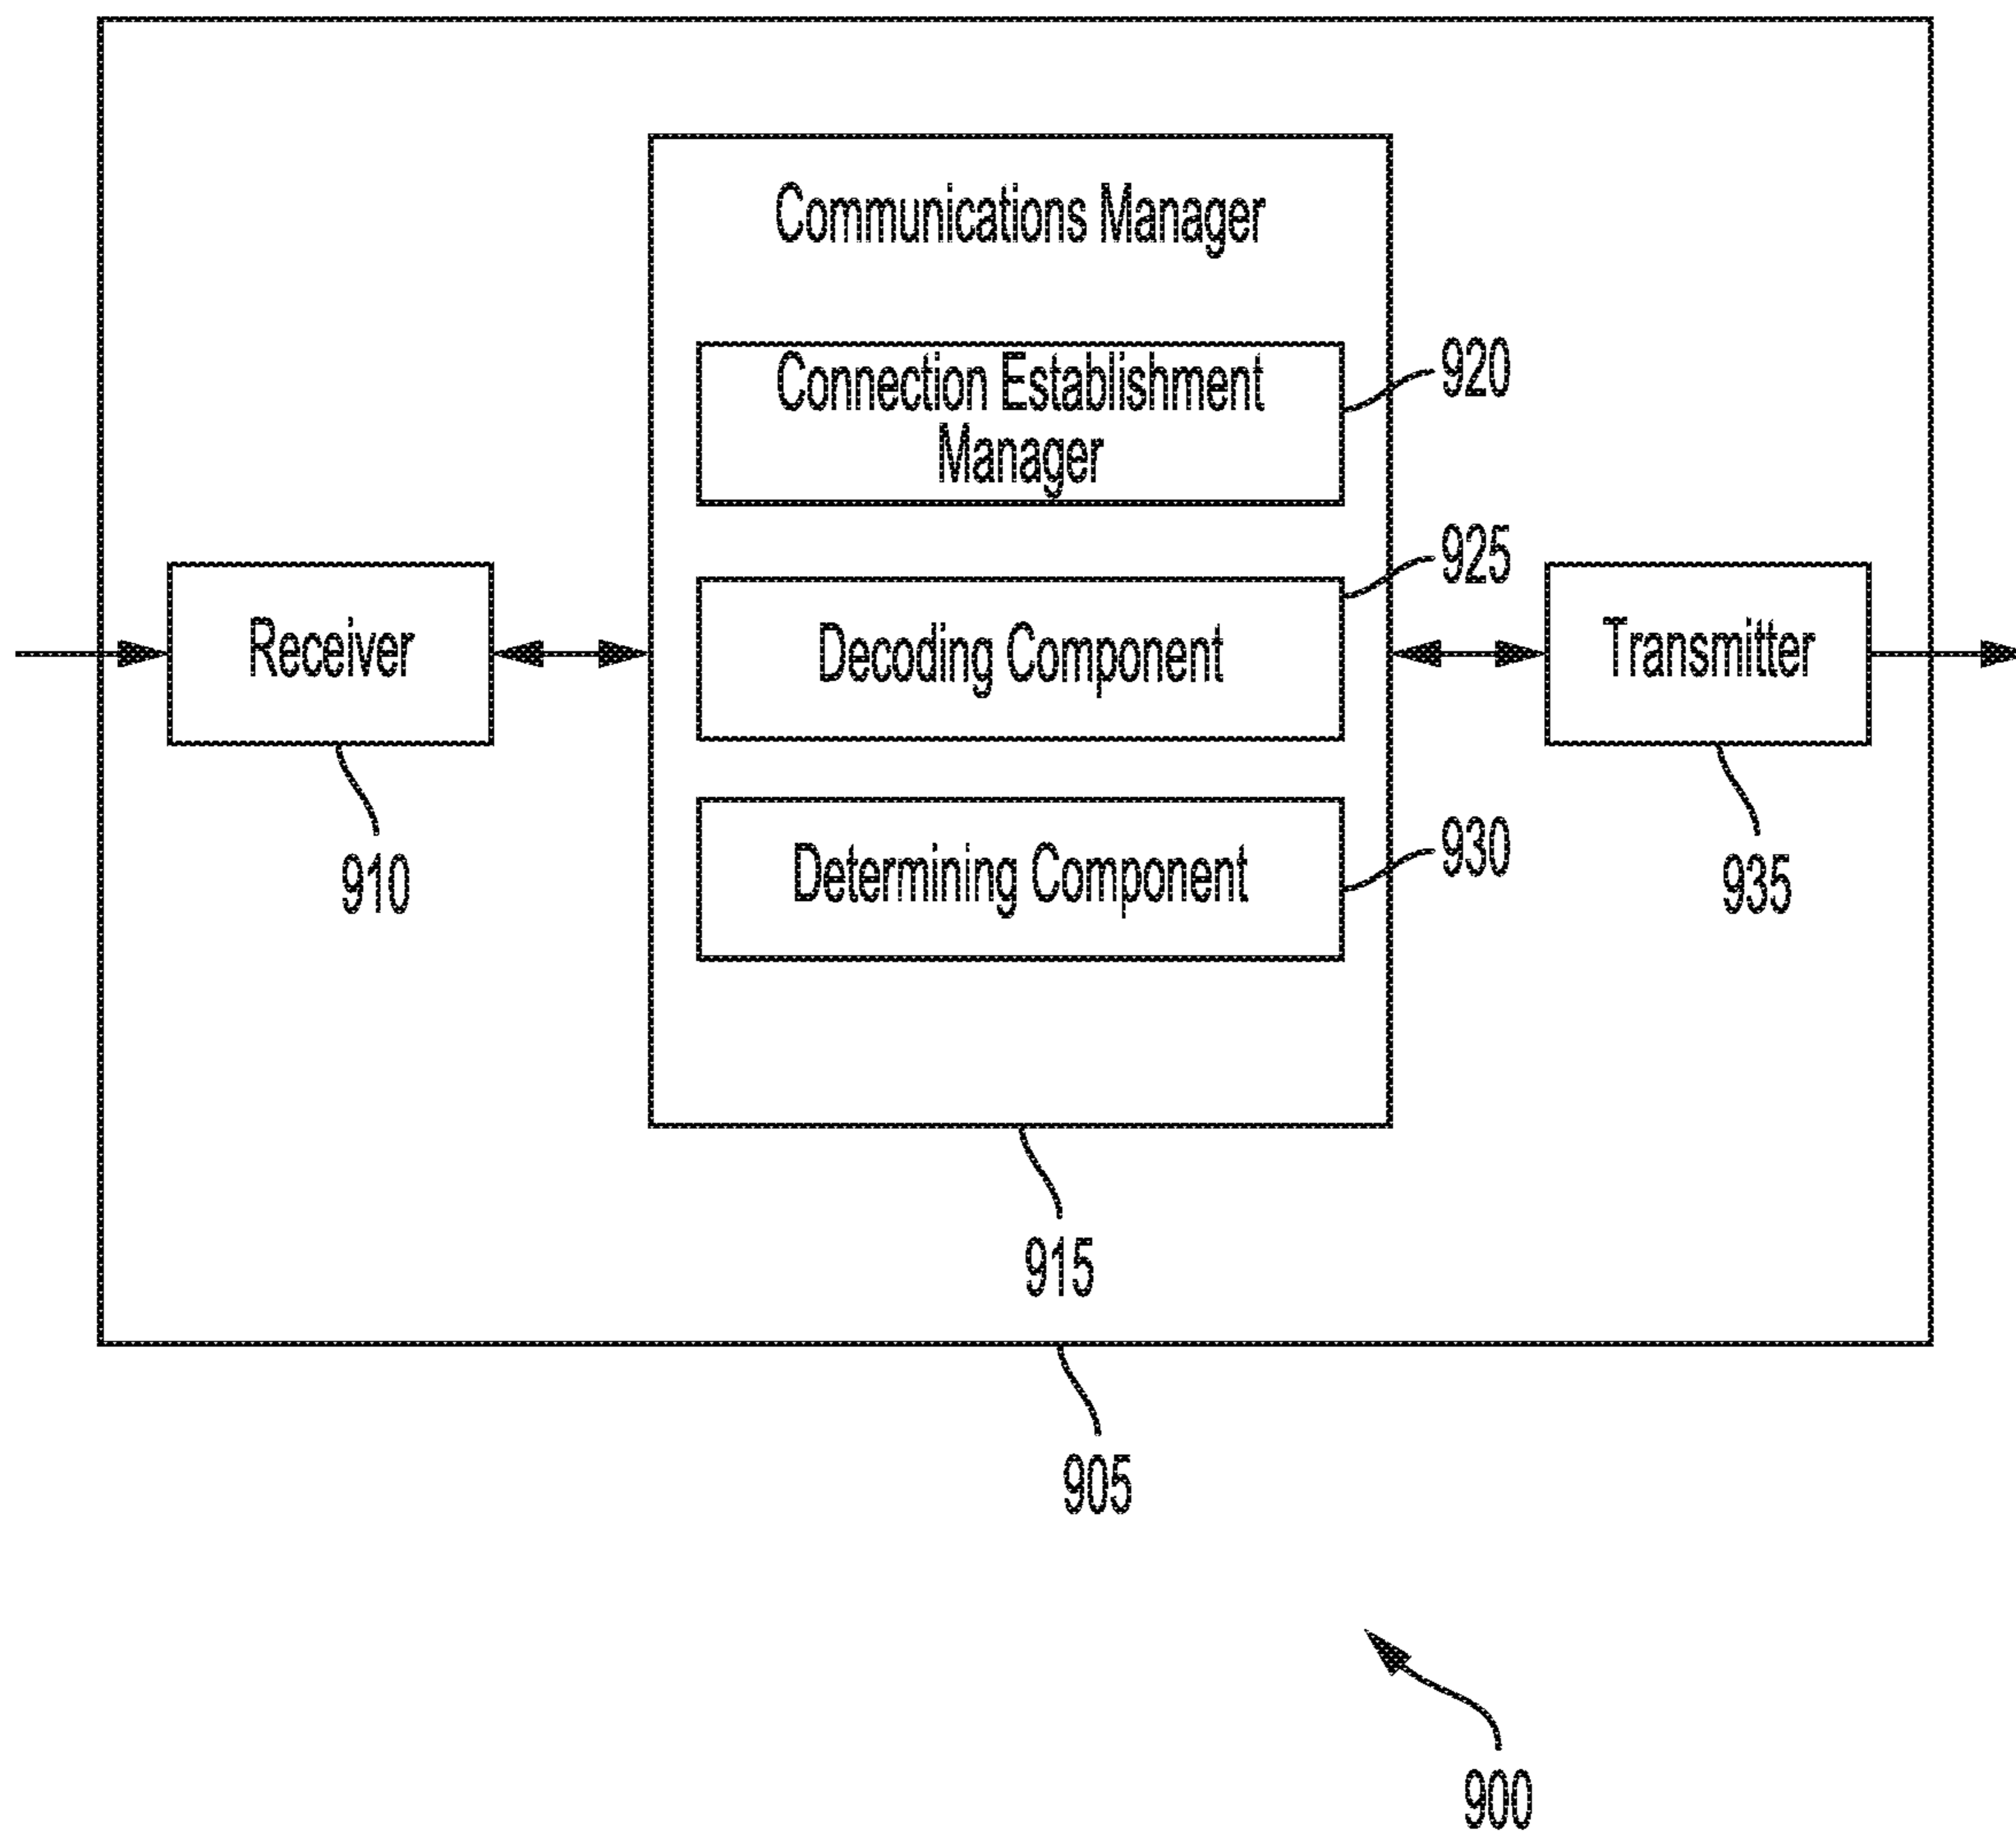 Communications Manager
Connection Establishment
Manager
920
925
Receiver
Decoding Component
Transmitter
910
Determining Component
930
935
915
905
900